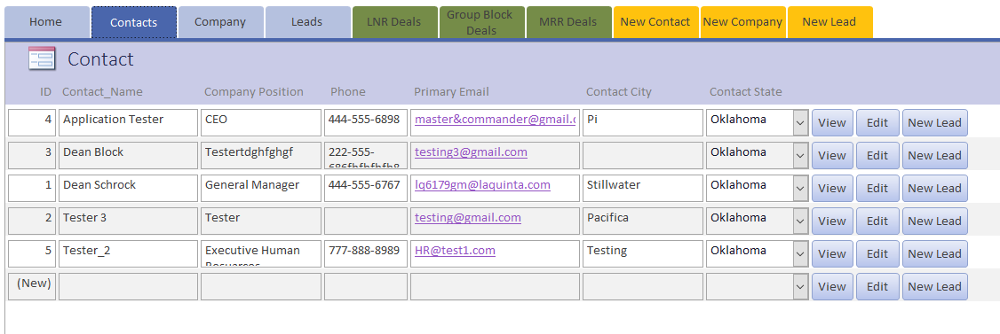 Home Contacts Company Leads LNR Deals Group Block Deals MRR Deals New Contact New Company New Lead
Contact
ID Contact_Name Company Position Phone Primary Email Contact City Contact State
4 Application Tester CEO 444-555-6898 master&commander@gmail.c Pi Oklahoma View Edit New Lead
3 Dean Block Testertdghfghgf 222-555- testing3@gmail.com Oklahoma View Edit New Lead
1 Dean Schrock General Manager 444-555-6767 lq6179gm@laquinta.com Stillwater Oklahoma View Edit New Lead
2 Tester 3 Tester testing@gmail.com Pacifica Oklahoma View Edit New Lead
5 Tester_2 Executive Human 777-888-8989 HR@test1.com Testing Oklahoma View Edit New Lead
(New) View Edit New Lead